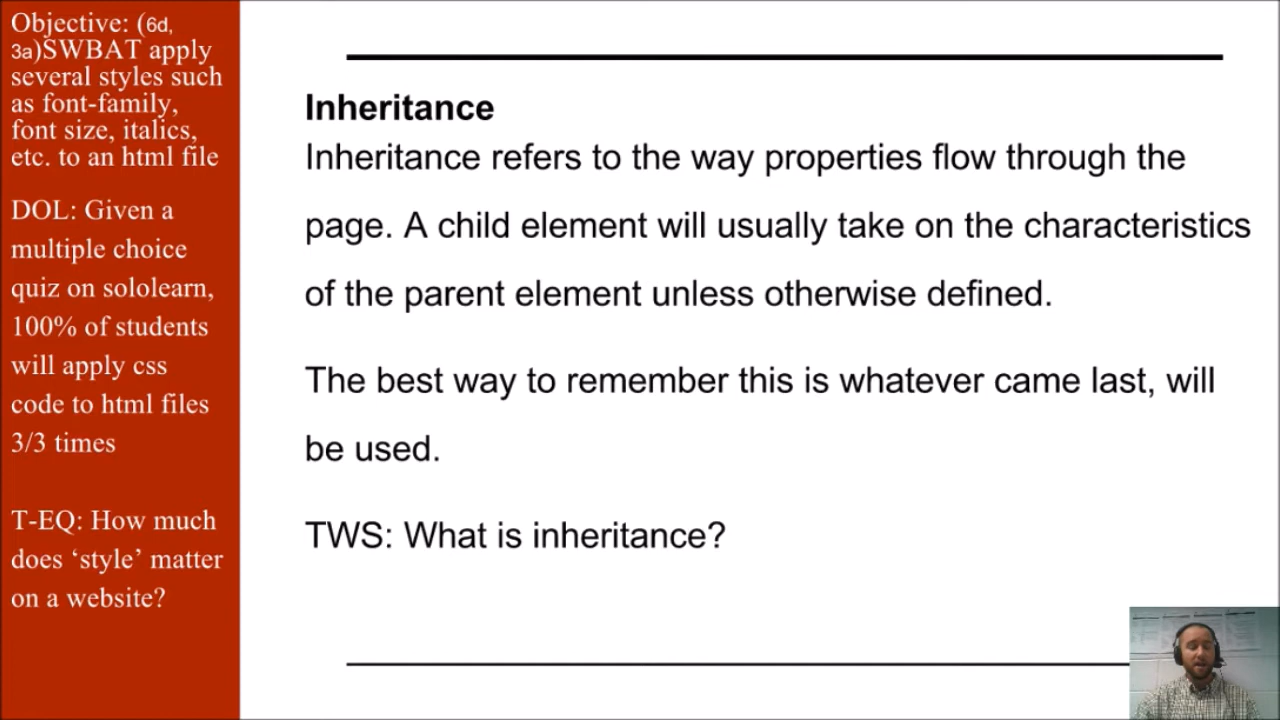 Objective: (6d,
3a)SWBAT apply
several styles such
as font-family,
font size, italics,
etc. to an html file
DOL: Given a
multiple choice
quiz on sololearn,
100% of students
will apply css
code to html files
3/3 times
T-EQ: How much
does ‘style’ matter
on a website?
Inheritance
Inheritance refers to the way properties flow through the
page. A child element will usually take on the characteristics
of the parent element unless otherwise defined.
The best way to remember this is whatever came last, will
be used.
TWS: What is inheritance?